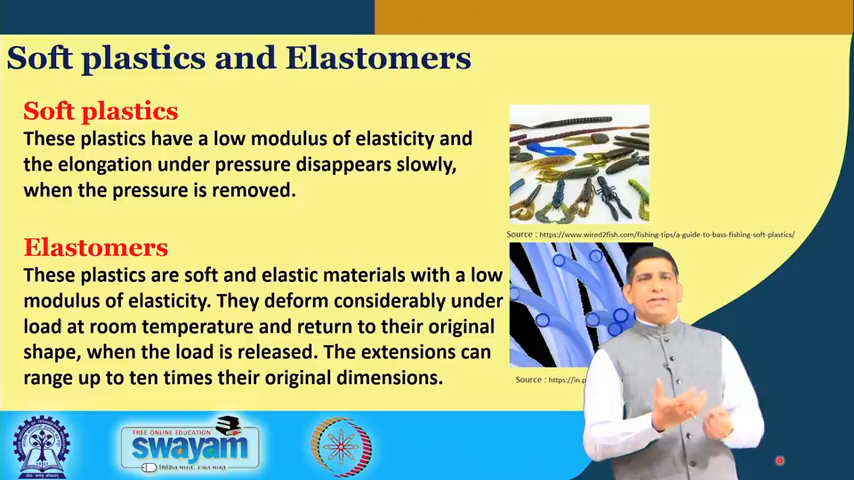 Soft plastics and Elastomers
Soft plastics
These plastics have a low modulus of elasticity and
the elongation under pressure disappears slowly,
when the pressure is removed.
Source : https://www.wired2fish.com/fishing-tips/a-guide-to-bass-fishing-soft-plastics/
Elastomers
These plastics are soft and elastic materials with a low
modulus of elasticity. They deform considerably under
load at room temperature and return to their original
shape, when the load is released. The extensions can
range up to ten times their original dimensions.
Source : https://in.p
FREE ONLINE EDUCATION
swayam